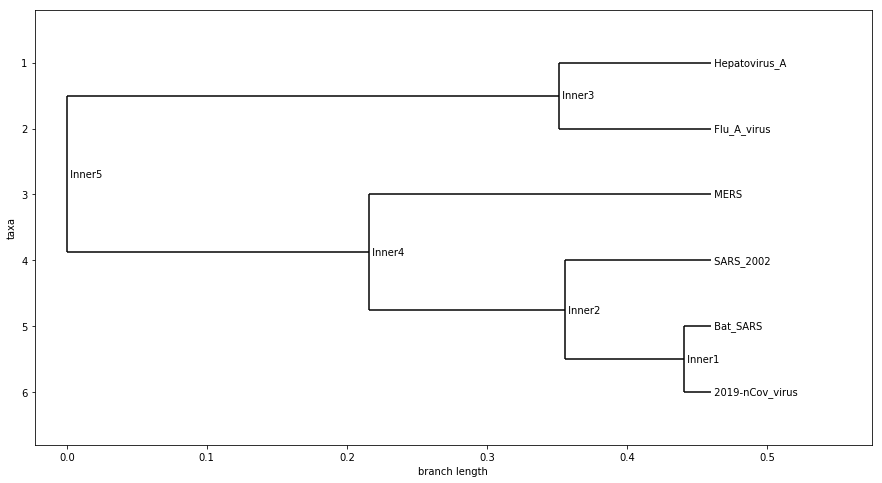 1
Hepatovirus_A
Inner3
2
Flu_A_virus
Inner5
3
MERS
taxa
Inner4
4
SARS_2002
Inner2
5
Bat_SARS
Inner1
6
2019-nCov_virus
0.0 0.1 0.2 0.3 0.4 0.5
branch length